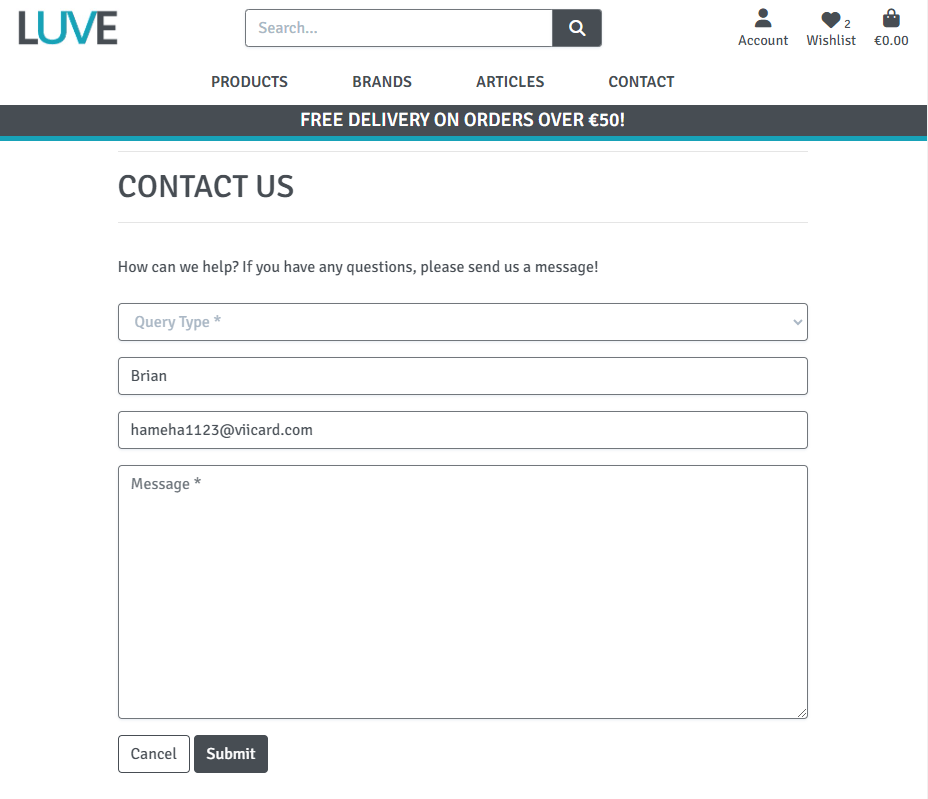 LUVE
Search...
Account
2
Wishlist
€0.00
PRODUCTS BRANDS ARTICLES CONTACT
FREE DELIVERY ON ORDERS OVER €50!
CONTACT US
How can we help? If you have any questions, please send us a message!
Query Type *
Brian
hameha1123@viicard.com
Message *
Cancel Submit